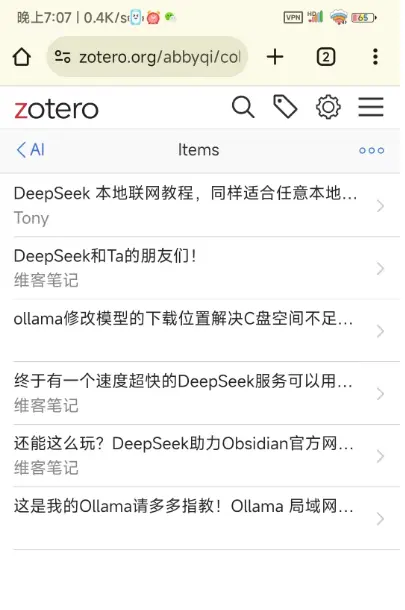 晚上7:07 | 0.4K/s
VPN HD 65
zotero.org/abbyqi/col
2
zotero
AI Items
DeepSeek 本地联网教程，同样适合任意本地...
Tony
DeepSeek和Ta的朋友们！
维客笔记
ollama修改模型的下载位置解决C盘空间不足...
终于有一个速度超快的DeepSeek服务可以用...
维客笔记
还能这么玩？DeepSeek助力Obsidian官方网...
维客笔记
这是我的Ollama请多多指教！Ollama 局域网...